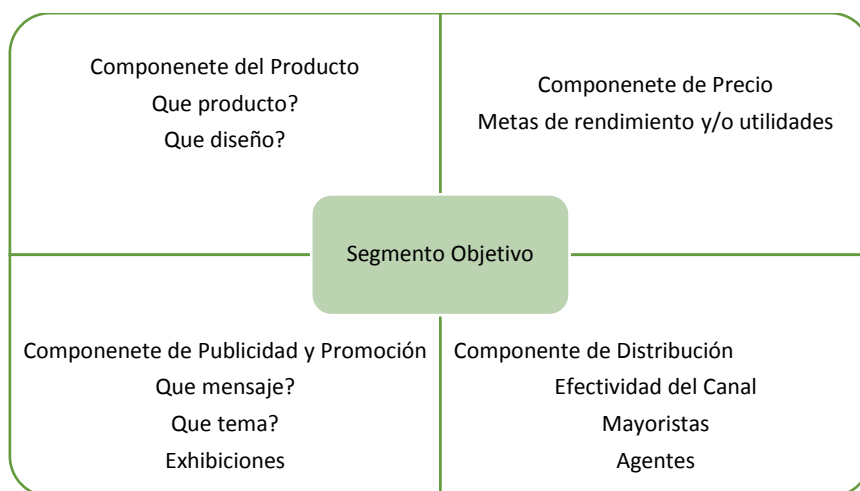 Componenete del Producto
Que producto?
Que diseño?
Componenete de Precio
Metas de rendimiento y/o utilidades
Segmento Objetivo
Componenete de Publicidad y Promoción
Que mensaje?
Que tema?
Exhibiciones
Componente de Distribución
Efectividad del Canal
Mayoristas
Agentes